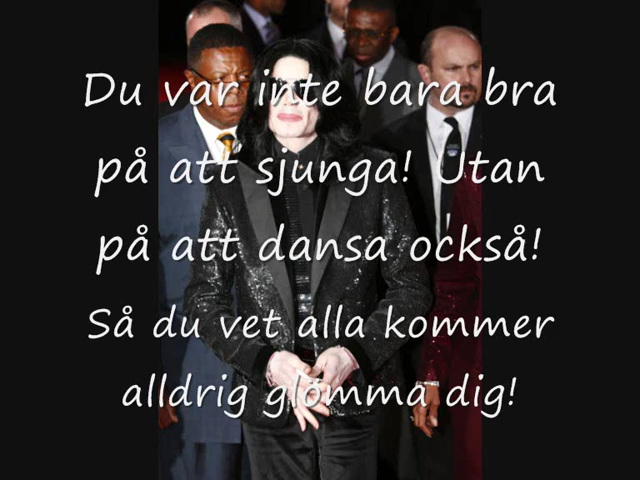 Du var inte bara bra
på att sjunga! Utan
på att dansa också!
Så du vet alla kommer
alldrig glömma dig!